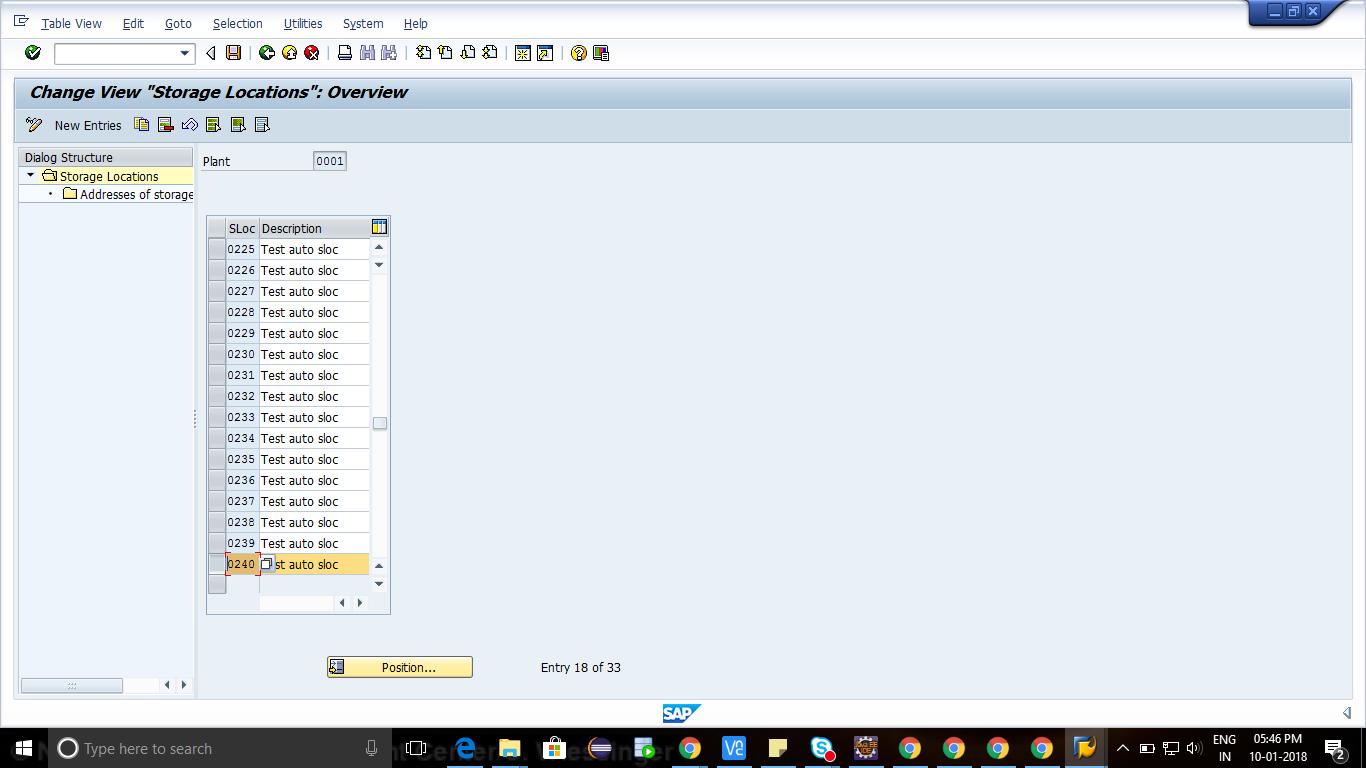 Table View Edit Goto Selection Utilities System Help
Change View "Storage Locations": Overview
New Entries
Dialog Structure
Storage Locations
Addresses of storage
Plant 0001
SLoc Description
0225 Test auto sloc
0226 Test auto sloc
0227 Test auto sloc
0228 Test auto sloc
0229 Test auto sloc
0230 Test auto sloc
0231 Test auto sloc
0232 Test auto sloc
0233 Test auto sloc
0234 Test auto sloc
0235 Test auto sloc
0236 Test auto sloc
0237 Test auto sloc
0238 Test auto sloc
0239 Test auto sloc
0240 st auto sloc
Position... Entry 18 of 33
SAP
Type here to search
ENG 05:46 PM
IN 10-01-2018 2